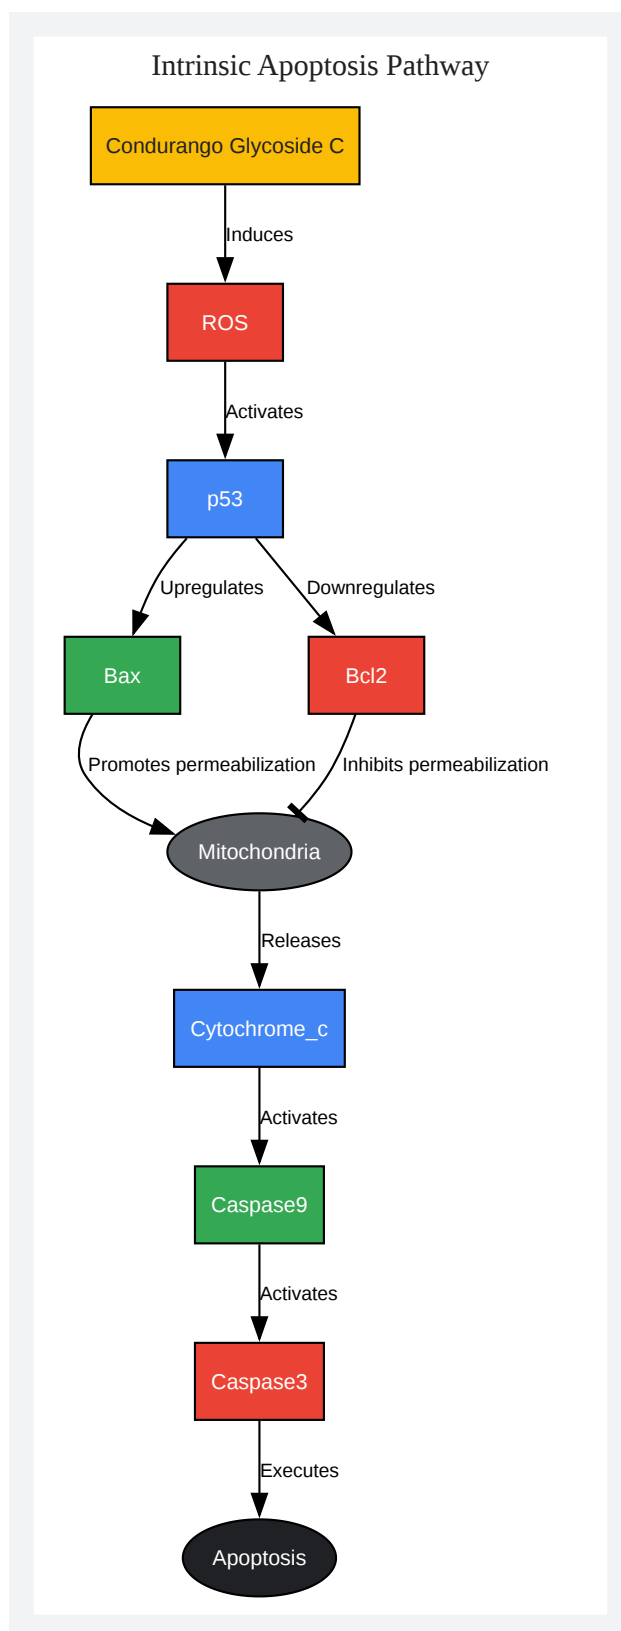 Intrinsic Apoptosis Pathway
Condurango Glycoside C
Induces
ROS
Activates
p53
Upregulates
Downregulates
Bax
Bcl2
Promotes permeabilization
Inhibits permeabilization
Mitochondria
Releases
Cytochrome_c
Activates
Caspase9
Activates
Caspase3
Executes
Apoptosis